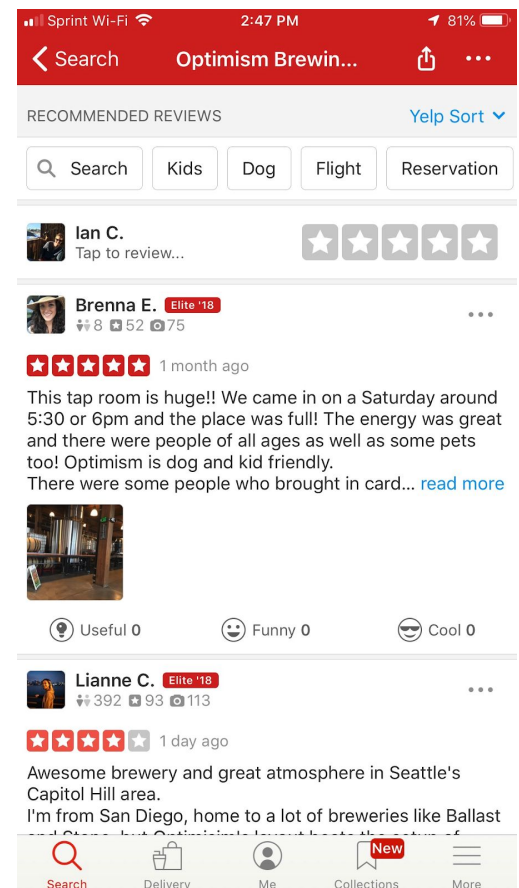 Sprint Wi-Fi 2:47 PM 81%
Search Optimism Brewin...
RECOMMENDED REVIEWS Yelp Sort
Search Kids Dog Flight Reservation
Ian C.
Tap to review...
Brenna E. Elite '18
8 52 75
1 month ago
This tap room is huge!! We came in on a Saturday around
5:30 or 6pm and the place was full! The energy was great
and there were people of all ages as well as some pets
too! Optimism is dog and kid friendly.
There were some people who brought in card... read more
Useful 0 Funny 0 Cool 0
Lianne C. Elite '18
392 93 113
1 day ago
Awesome brewery and great atmosphere in Seattle's
Capitol Hill area.
I'm from San Diego, home to a lot of breweries like Ballast
New
Search Delivery Me Collections More